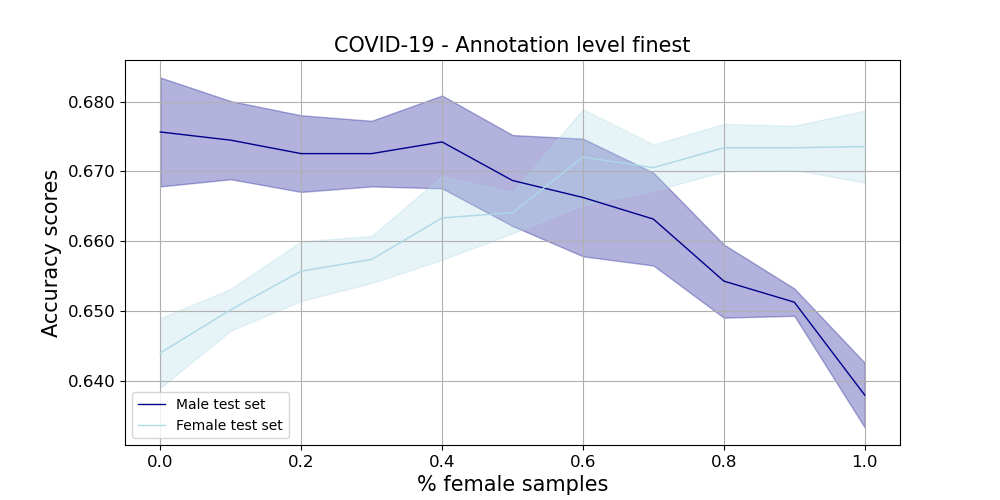 COVID-19 - Annotation level finest
Accuracy scores
0.680
0.670
0.660
0.650
0.640
Male test set
Female test set
0.0 0.2 0.4 0.6 0.8 1.0
% female samples